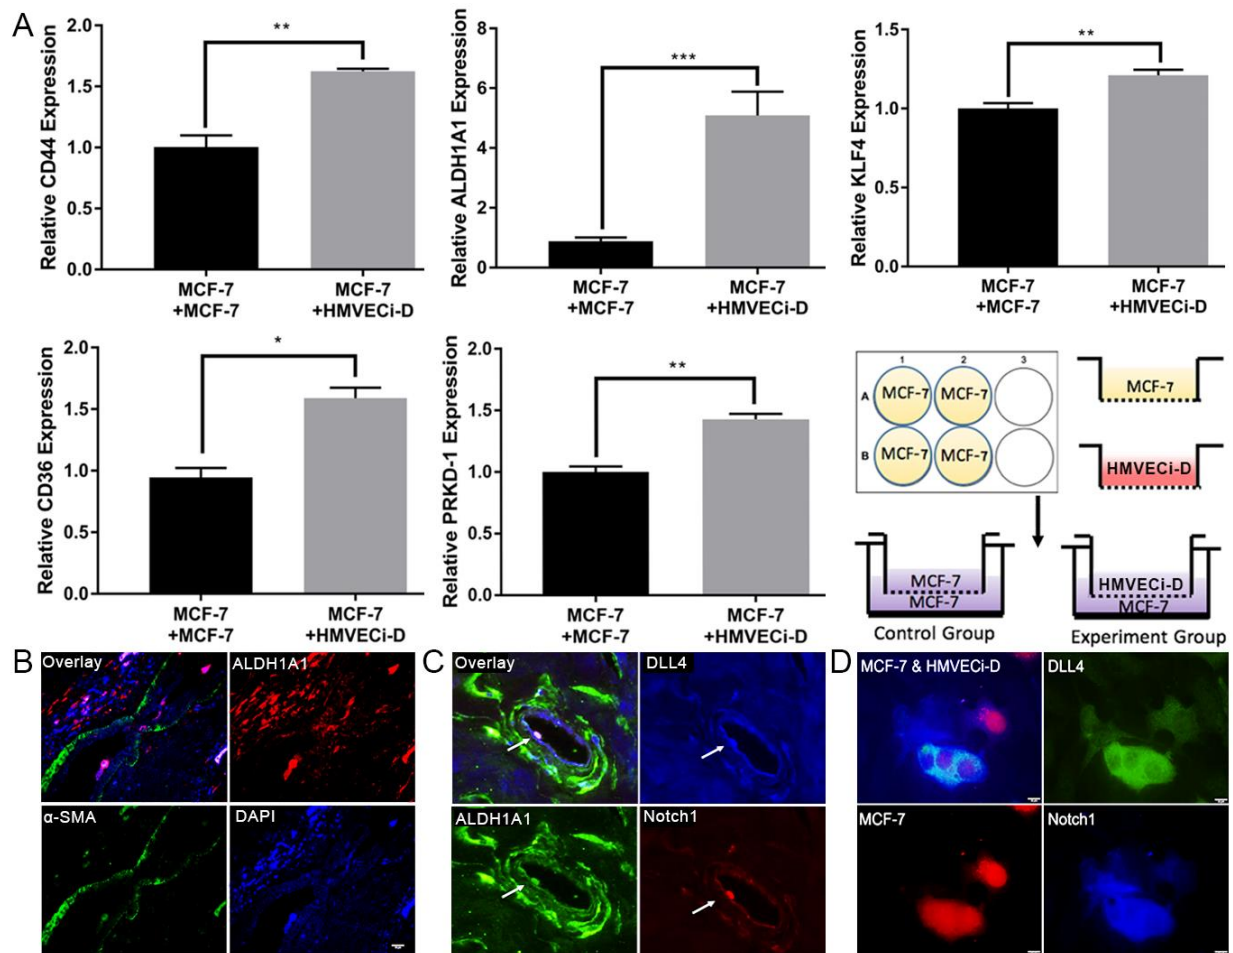 A
Relative CD44 Expression
2.0
1.5
1.0
0.5
0.0
**
MCF-7
+MCF-7
MCF-7
+HMVECi-D
Relative ALDH1A1 Expression
8
6
4
2
0
***
MCF-7
+MCF-7
MCF-7
+HMVECi-D
Relative KLF4 Expression
1.5
1.0
0.5
0.0
**
MCF-7
+MCF-7
MCF-7
+HMVECi-D
Relative CD36 Expression
2.0
1.5
1.0
0.5
0.0
*
MCF-7
+MCF-7
MCF-7
+HMVECi-D
Relative PRKD-1 Expression
2.0
1.5
1.0
0.5
0.0
**
MCF-7
+MCF-7
MCF-7
+HMVECi-D
1 2 3
A MCF-7 MCF-7
B MCF-7 MCF-7
MCF-7
HMVECi-D
MCF-7
MCF-7
Control Group
HMVECi-D
MCF-7
Experiment Group
B
Overlay
ALDH1A1
α-SMA
DAPI
C
Overlay
DLL4
ALDH1A1
Notch1
D
MCF-7 & HMVECi-D
DLL4
MCF-7
Notch1